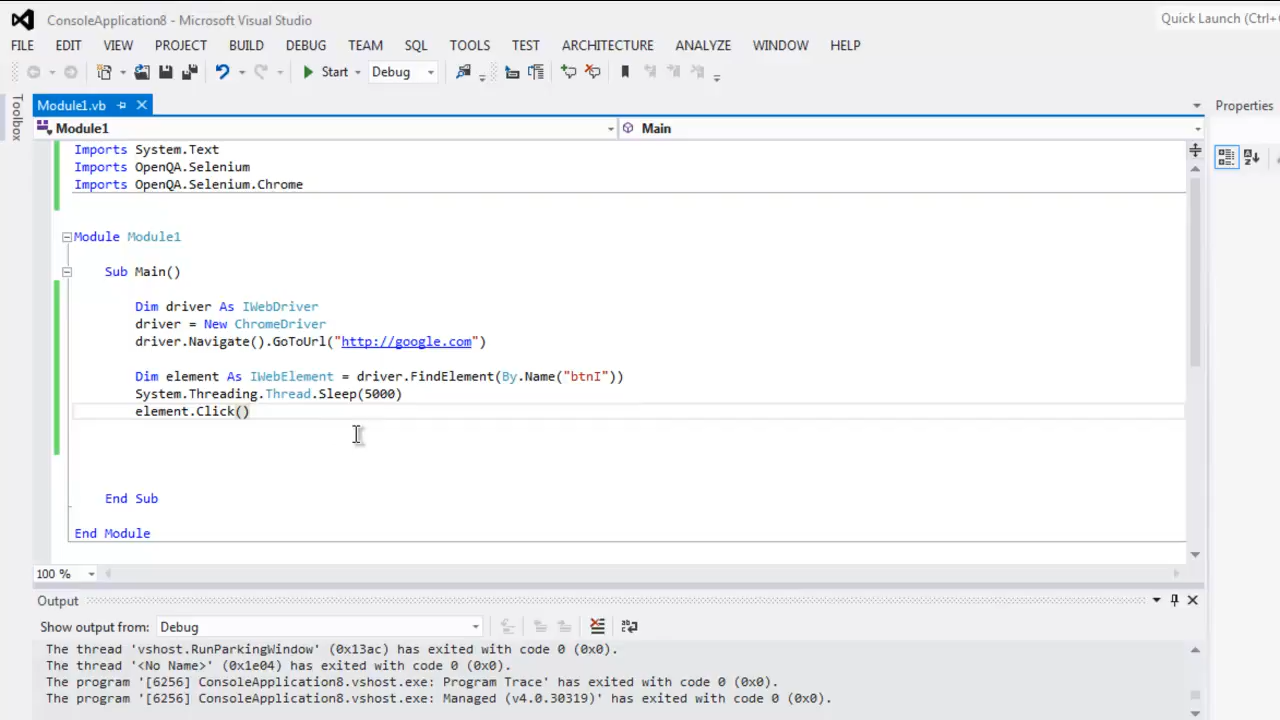 ConsoleApplication8 - Microsoft Visual Studio
Quick Launch (Ctrl+
FILE EDIT VIEW PROJECT BUILD DEBUG TEAM SQL TOOLS TEST ARCHITECTURE ANALYZE WINDOW HELP
Start Debug
Toolbox
Module1.vb
Properties
Module1 Main
Imports System.Text
Imports OpenQA.Selenium
Imports OpenQA.Selenium.Chrome
Module Module1
Sub Main()
Dim driver As IWebDriver
driver = New ChromeDriver
driver.Navigate().GoToUrl("http://google.com")
Dim element As IWebElement = driver.FindElement(By.Name("btnI"))
System.Threading.Thread.Sleep(5000)
element.Click()
End Sub
End Module
100 %
Output
Show output from: Debug
The thread 'vshost.RunParkingWindow' (0x13ac) has exited with code 0 (0x0).
The thread '<No Name>' (0x1e04) has exited with code 0 (0x0).
The program '[6256] ConsoleApplication8.vshost.exe: Program Trace' has exited with code 0 (0x0).
The program '[6256] ConsoleApplication8.vshost.exe: Managed (v4.0.30319)' has exited with code 0 (0x0).